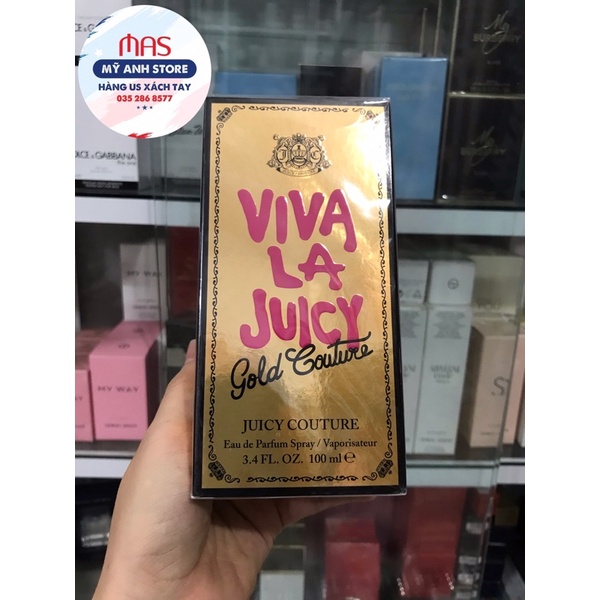 MAS
MỸ ANH STORE
HÀNG US XÁCH TAY
035 286 8577
J C
VIVA
LA
JUICY
Gold Couture
JUICY COUTURE
Eau de Parfum Spray / Vaporisateur
3.4 FL. OZ. 100 ml ℮
DOLCE & GABBANA
MY WAY